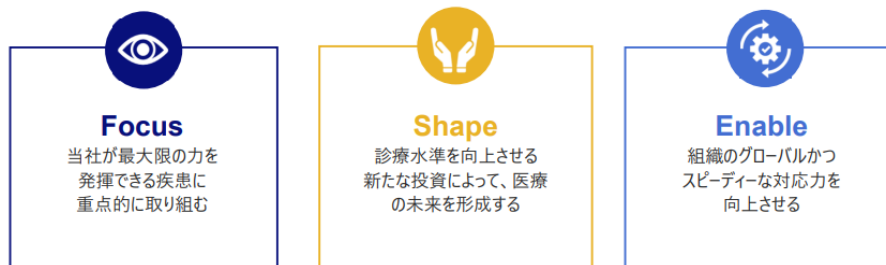 Focus
当社が最大限の力を
発揮できる疾患に
重点的に取り組む
Shape
診療水準を向上させる
新たな投資によって、医療
の未来を形成する
Enable
組織のグローバルかつ
スピーディーな対応力を
向上させる